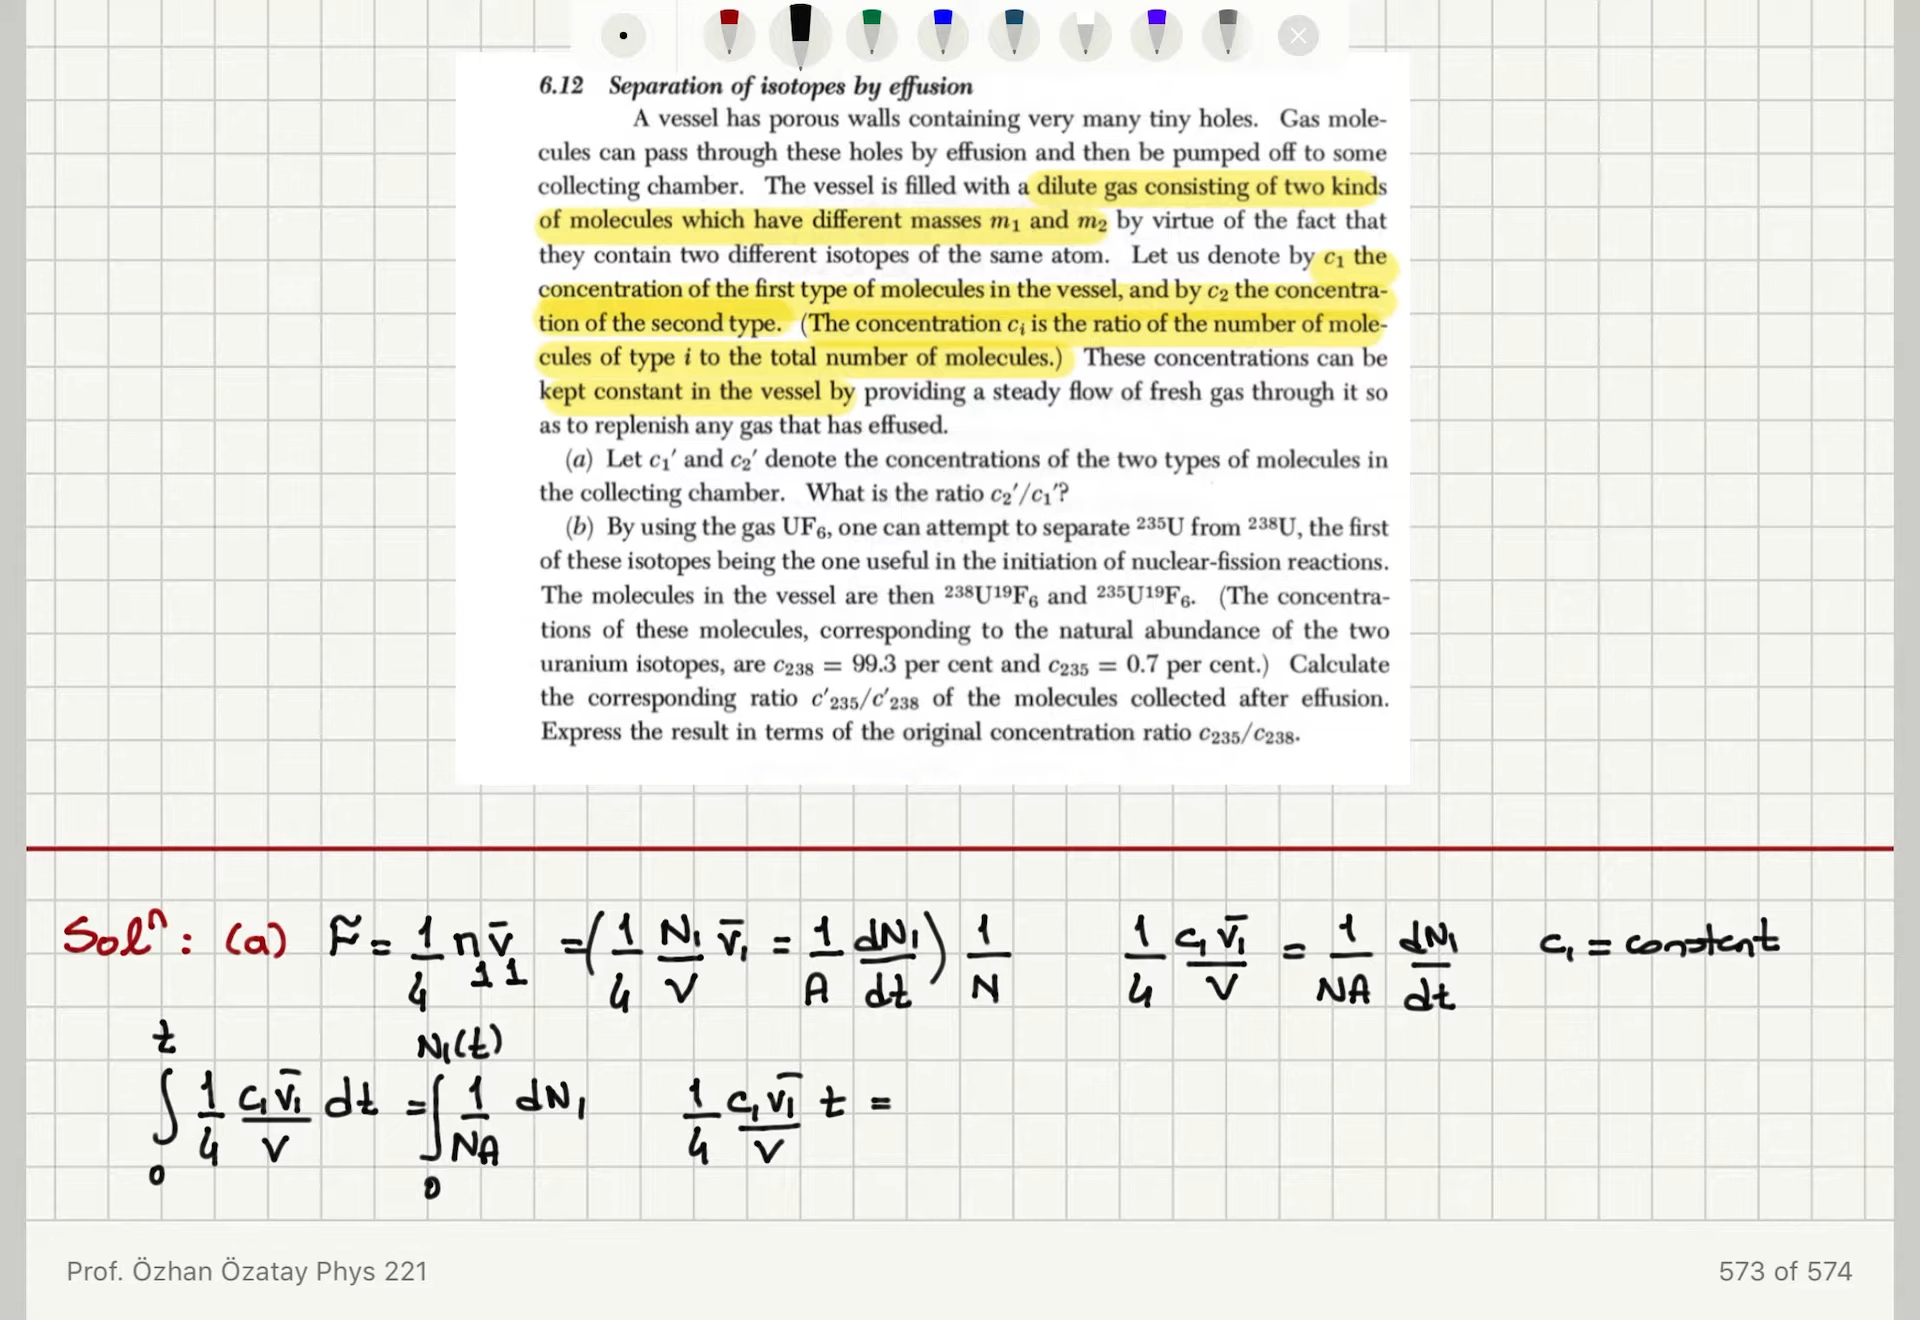 6.12 Separation of isotopes by effusion
A vessel has porous walls containing very many tiny holes. Gas mole-
cules can pass through these holes by effusion and then be pumped off to some
collecting chamber. The vessel is filled with a dilute gas consisting of two kinds
of molecules which have different masses m₁ and m₂ by virtue of the fact that
they contain two different isotopes of the same atom. Let us denote by c₁ the
concentration of the first type of molecules in the vessel, and by c₂ the concentra-
tion of the second type. (The concentration cᵢ is the ratio of the number of mole-
cules of type i to the total number of molecules.) These concentrations can be
kept constant in the vessel by providing a steady flow of fresh gas through it so
as to replenish any gas that has effused.
(a) Let c₁′ and c₂′ denote the concentrations of the two types of molecules in
the collecting chamber. What is the ratio c₂′/c₁′?
(b) By using the gas UF₆, one can attempt to separate ²³⁵U from ²³⁸U, the first
of these isotopes being the one useful in the initiation of nuclear-fission reactions.
The molecules in the vessel are then ²³⁸U¹⁹F₆ and ²³⁵U¹⁹F₆. (The concentra-
tions of these molecules, corresponding to the natural abundance of the two
uranium isotopes, are c₂₃₈ = 99.3 per cent and c₂₃₅ = 0.7 per cent.) Calculate
the corresponding ratio c′₂₃₅/c′₂₃₈ of the molecules collected after effusion.
Express the result in terms of the original concentration ratio c₂₃₅/c₂₃₈.
Solⁿ: (a) F̃ = 1/4 n₁v̄₁ = (1/4 N₁/V v̄₁ = 1/A dN₁/dt) 1/N 1/4 c₁v̄₁/V = 1/NA dN₁/dt c₁ = constant
∫₀ᵗ 1/4 c₁v̄₁/V dt = ∫₀^N₁(t) 1/NA dN₁ 1/4 c₁v̄₁/V t =
Prof. Özhan Özatay Phys 221
573 of 574